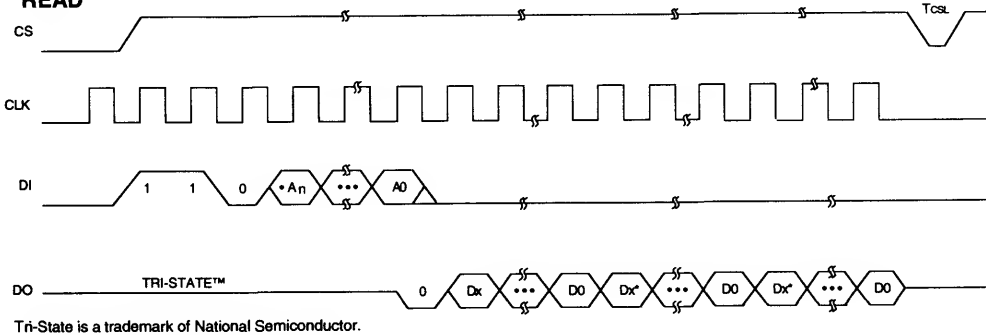 READ
CS TCSL
CLK
DI 1 1 0 •An ••• A0
DO TRI-STATE™ 0 Dx ••• D0 Dx* ••• D0 Dx* ••• D0
Tri-State is a trademark of National Semiconductor.